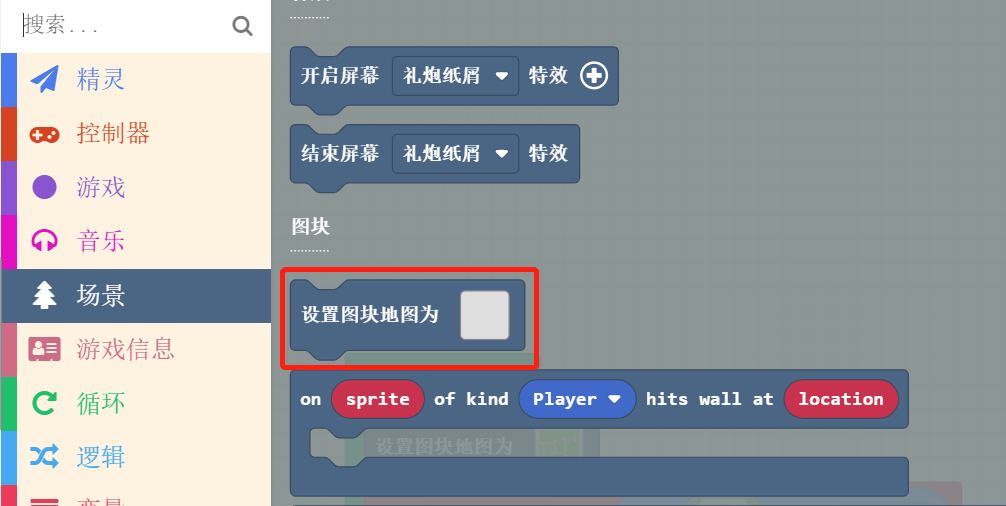 搜索...
精灵
控制器
游戏
音乐
场景
游戏信息
循环
逻辑
变量
开启屏幕 礼炮纸屑 特效
结束屏幕 礼炮纸屑 特效
图块
设置图块地图为
on sprite of kind Player hits wall at location
设置图块地图为